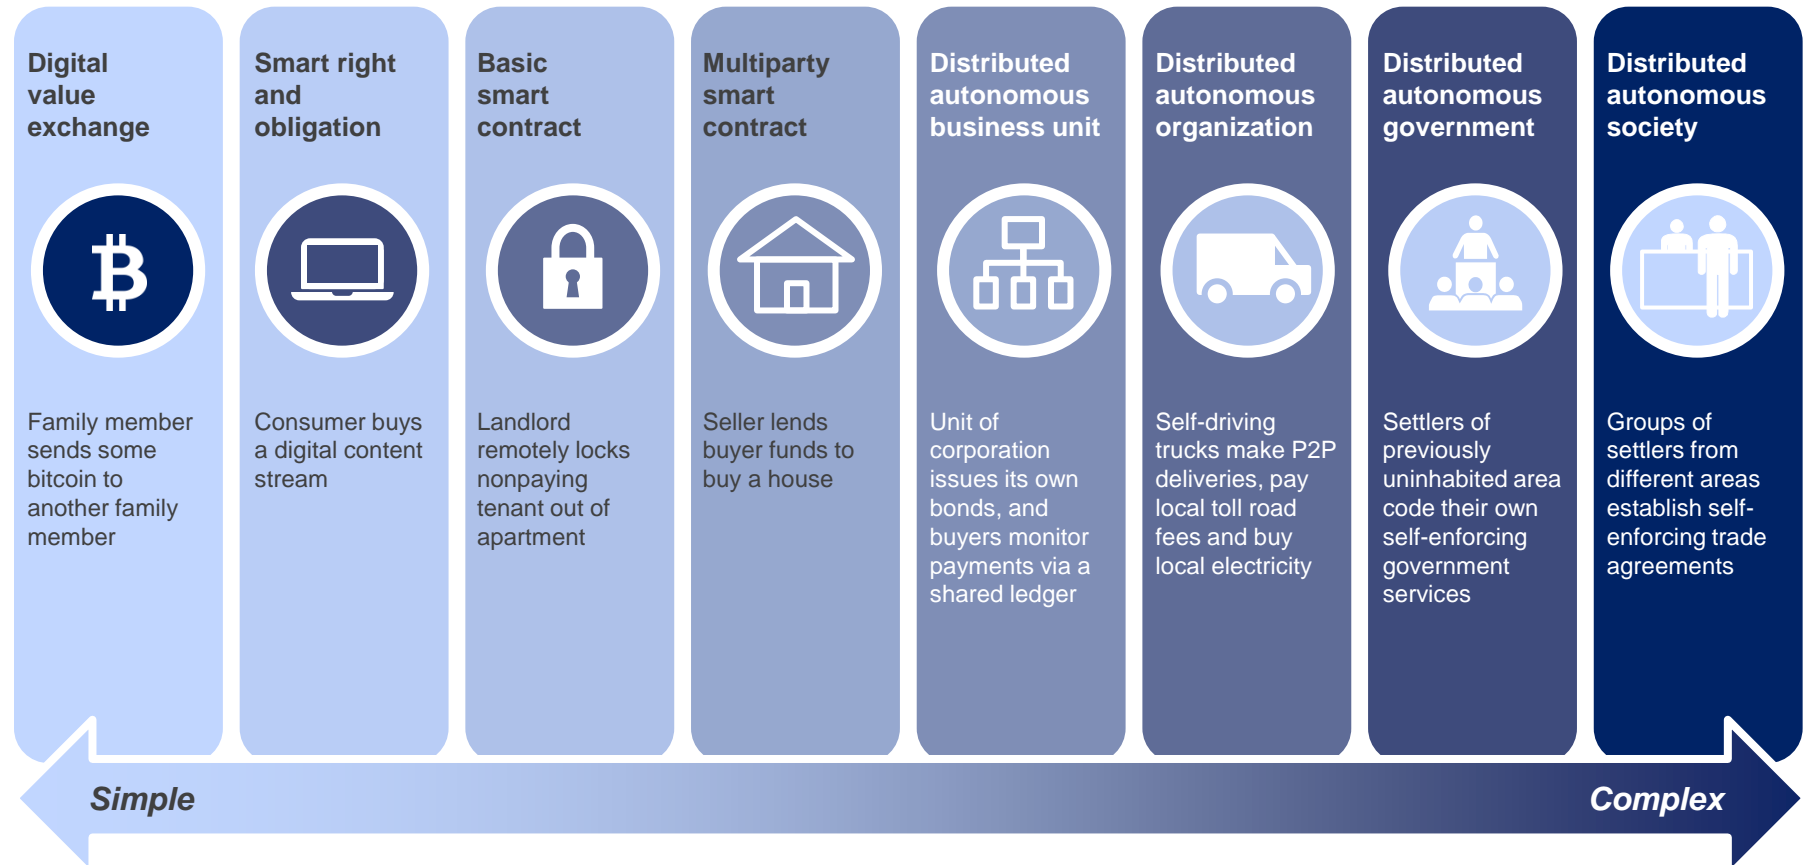 Digital
value
exchange
Family member
sends some
bitcoin to
another family
member
Smart right
and
obligation
Consumer buys
a digital content
stream
Basic
smart
contract
Landlord
remotely locks
nonpaying
tenant out of
apartment
Multiparty
smart
contract
Seller lends
buyer funds to
buy a house
Distributed
autonomous
business unit
Unit of
corporation
issues its own
bonds, and
buyers monitor
payments via a
shared ledger
Distributed
autonomous
organization
Self-driving
trucks make P2P
deliveries, pay
local toll road
fees and buy
local electricity
Distributed
autonomous
government
Settlers of
previously
uninhabited area
code their own
self-enforcing
government
services
Distributed
autonomous
society
Groups of
settlers from
different areas
establish self-
enforcing trade
agreements
Simple
Complex